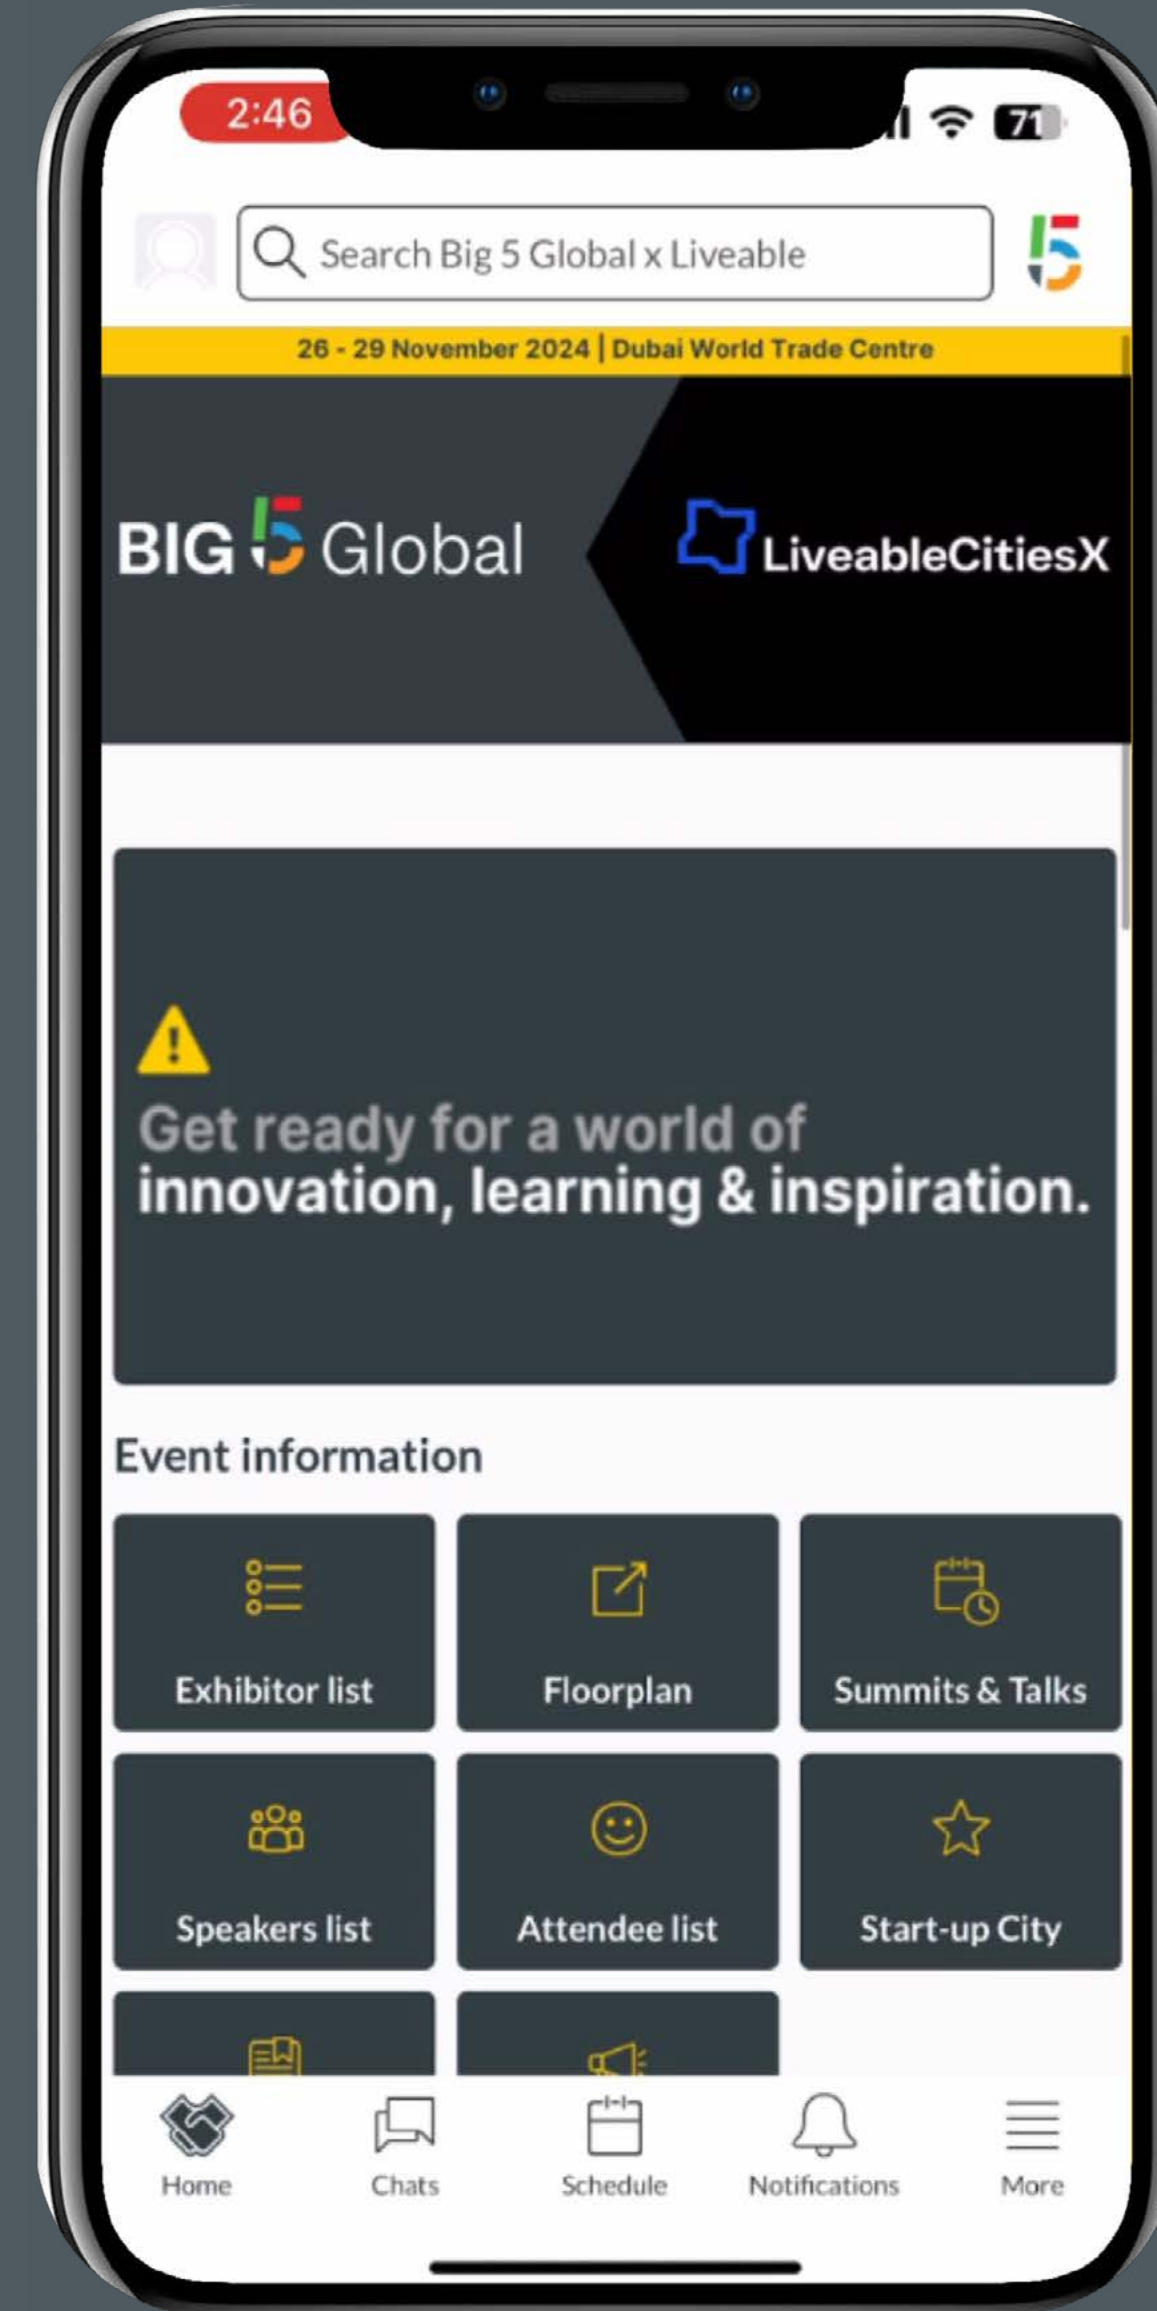 2:46
71
Search Big 5 Global x Liveable
26 - 29 November 2024 | Dubai World Trade Centre
BIG 5 Global
LiveableCitiesX
Get ready for a world of
innovation, learning & inspiration.
Event information
Exhibitor list
Floorplan
Summits & Talks
Speakers list
Attendee list
Start-up City
Home
Chats
Schedule
Notifications
More